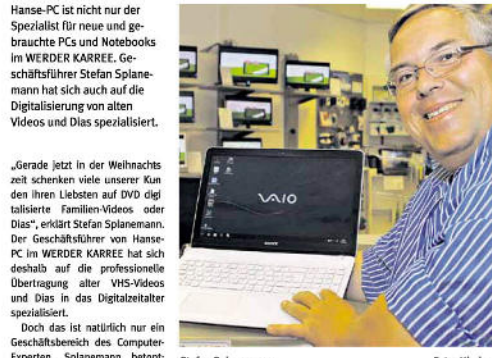 Hanse-PC ist nicht nur der
Spezialist für neue und ge-
brauchte PCs und Notebooks
im WERDER KARREE. Ge-
schäftsführer Stefan Splane-
mann hat sich auch auf die
Digitalisierung von alten
Videos und Dias spezialisiert.
„Gerade jetzt in der Weihnachts
zeit schenken viele unserer Kun
den ihren Liebsten auf DVD digi
talisierte Familien-Videos oder
Dias“, erklärt Stefan Splanemann.
Der Geschäftsführer von Hanse-
PC im WERDER KARREE hat sich
deshalb auf die professionelle
Übertragung alter VHS-Videos
und Dias in das Digitalzeitalter
spezialisiert.
Doch das ist natürlich nur ein
Geschäftsbereich des Computer-
Experten. Splanemann betont:
VAIO
SONY